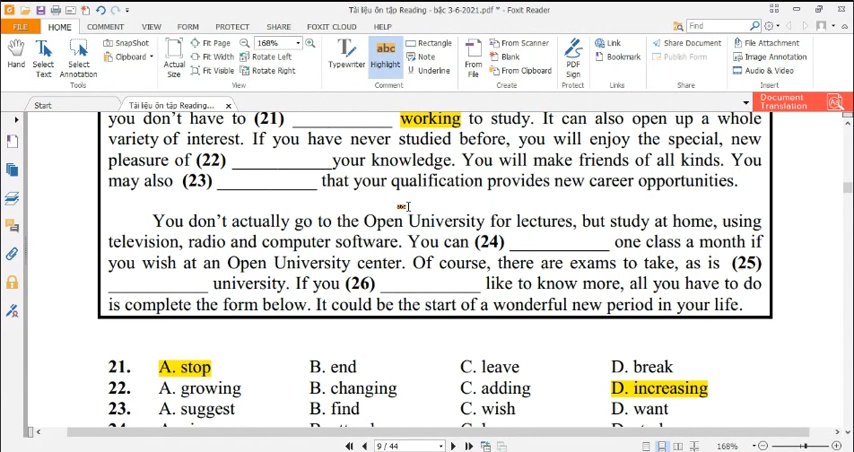 Tài liệu ôn tập Reading - bậc 3-6-2021.pdf * - Foxit Reader
FILE HOME COMMENT VIEW FORM PROTECT SHARE FOXIT CLOUD HELP Find
Hand Select Text Select Annotation SnapShot Clipboard Actual Size Fit Page Fit Width Fit Visible 168% Rotate Left Rotate Right Typewriter abc Highlight Rectangle Note Underline From File From Scanner Blank From Clipboard PDF Sign Link Bookmark Share Document Publish Form File Attachment Image Annotation Audio & Video
Tools View Comment Create Protect Links Share Insert
Start Tài liệu ôn tập Reading... Document Translation
you don't have to (21) __________ working to study. It can also open up a whole
variety of interest. If you have never studied before, you will enjoy the special, new
pleasure of (22) __________your knowledge. You will make friends of all kinds. You
may also (23) __________ that your qualification provides new career opportunities.
You don't actually go to the Open University for lectures, but study at home, using
television, radio and computer software. You can (24) __________ one class a month if
you wish at an Open University center. Of course, there are exams to take, as is (25)
__________ university. If you (26) __________ like to know more, all you have to do
is complete the form below. It could be the start of a wonderful new period in your life.
21. A. stop B. end C. leave D. break
22. A. growing B. changing C. adding D. increasing
23. A. suggest B. find C. wish D. want
9 / 44 168%